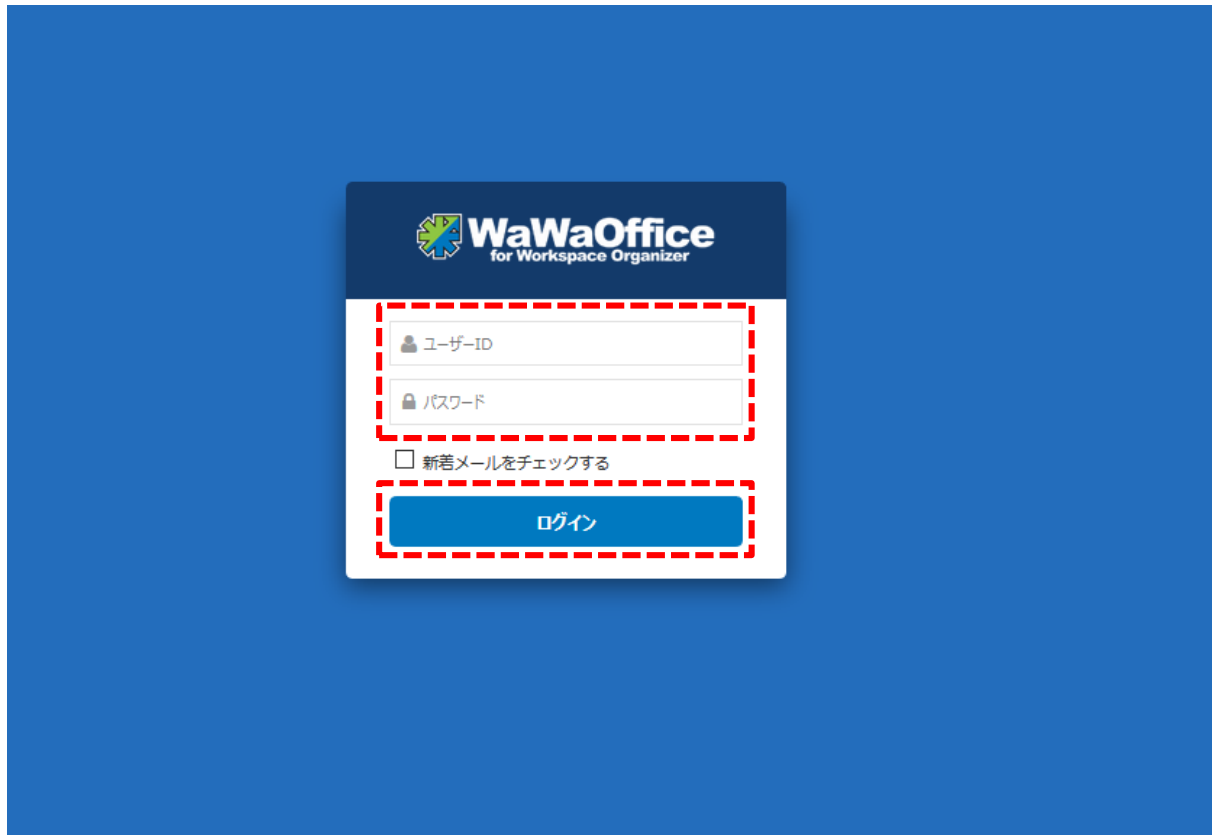 WaWaOffice
for Workspace Organizer
ユーザーID
パスワード
新着メールをチェックする
ログイン